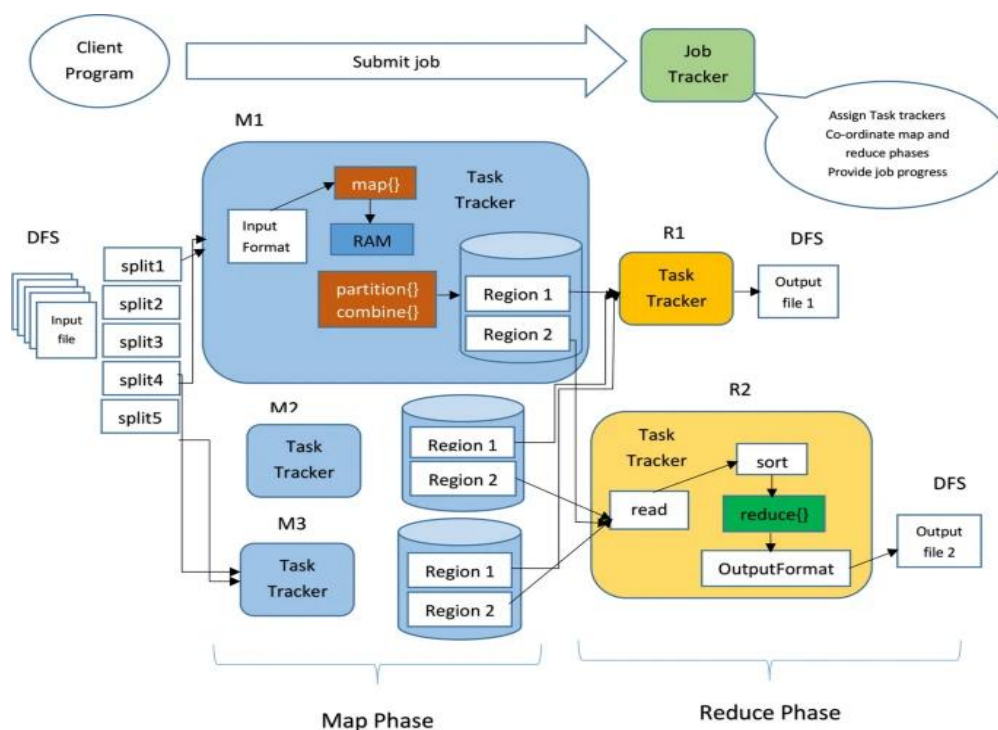 Client
Program
Submit job
Job
Tracker
Assign Task trackers
Co-ordinate map and
reduce phases
Provide job progress
M1
map{}
Task
Tracker
Input
Format
RAM
partition{}
combine{}
Region 1
Region 2
DFS
Input
file
split1
split2
split3
split4
split5
R1
Task
Tracker
DFS
Output
file 1
M2
Task
Tracker
Region 1
Region 2
M3
Task
Tracker
Region 1
Region 2
R2
Task
Tracker
sort
read
reduce{}
OutputFormat
DFS
Output
file 2
Map Phase
Reduce Phase